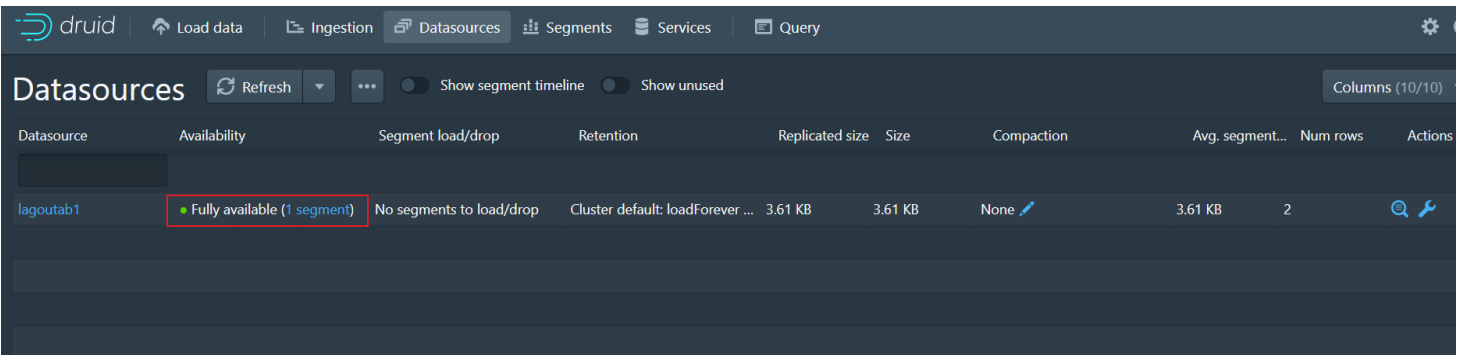 druid Load data Ingestion Datasources Segments Services Query
Datasources Refresh ... Show segment timeline Show unused Columns (10/10)
Datasource Availability Segment load/drop Retention Replicated size Size Compaction Avg. segment... Num rows Actions
lagoutab1 Fully available (1 segment) No segments to load/drop Cluster default: loadForever ... 3.61 KB 3.61 KB None 3.61 KB 2